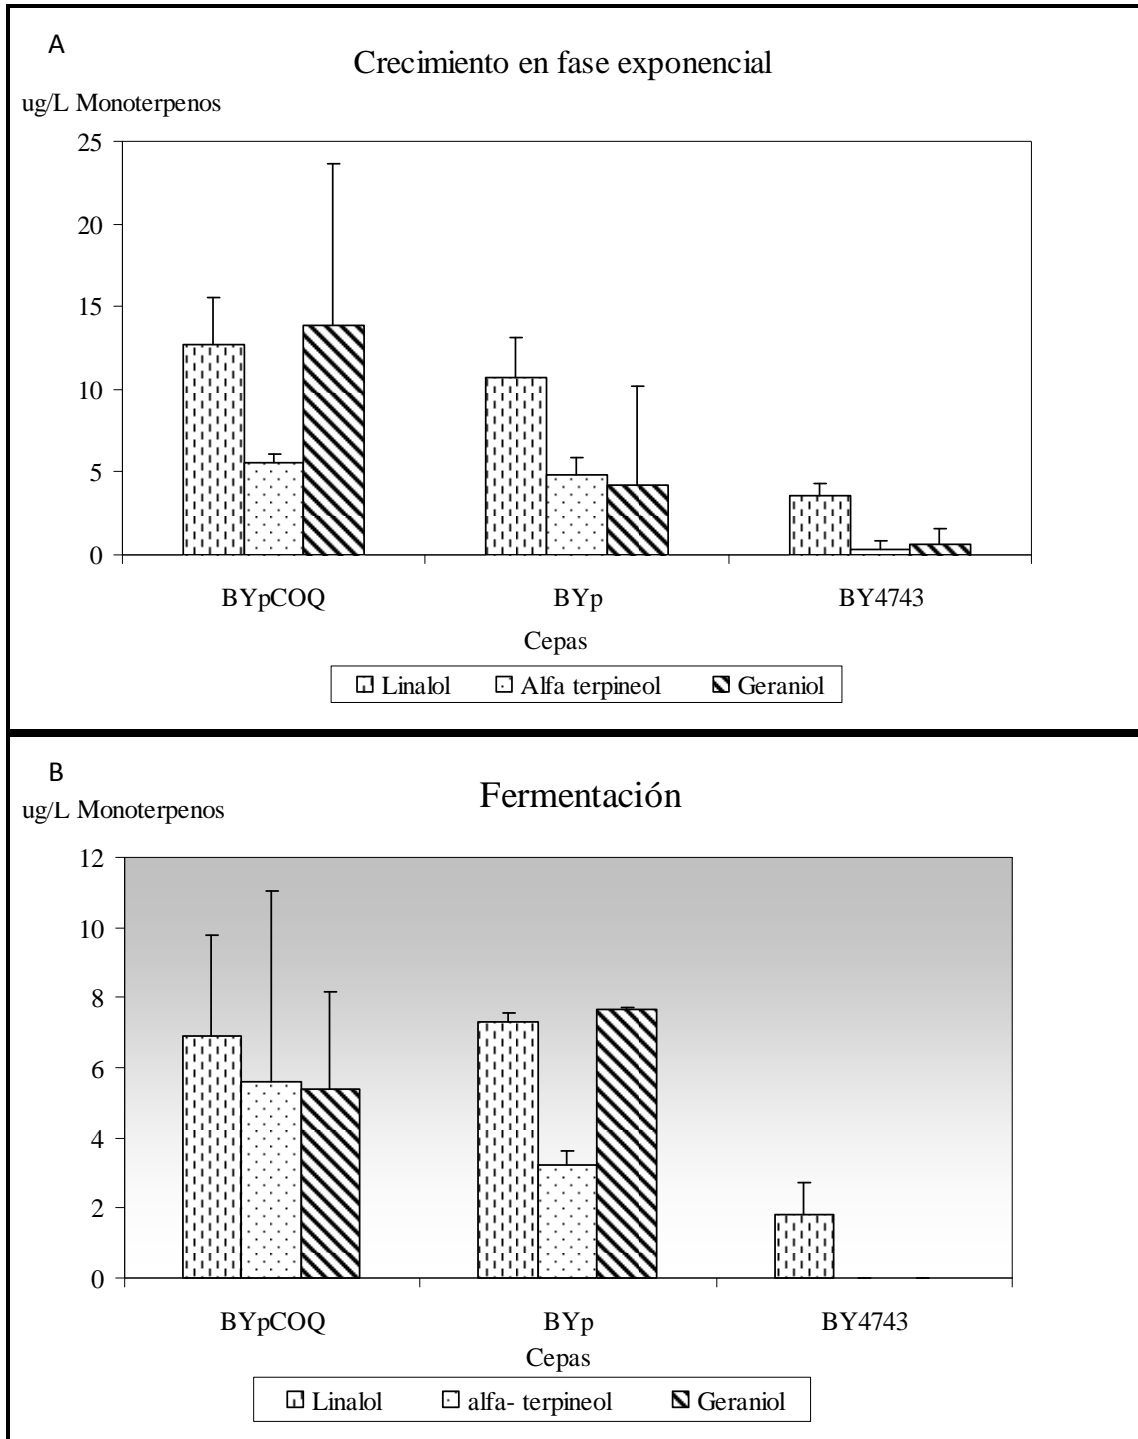 A
Crecimiento en fase exponencial
ug/L Monoterpenos
25
20
15
10
5
0
BYpCOQ BYp BY4743
Cepas
Linalol Alfa terpineol Geraniol
B
Fermentación
ug/L Monoterpenos
12
10
8
6
4
2
0
BYpCOQ BYp BY4743
Cepas
Linalol alfa- terpineol Geraniol